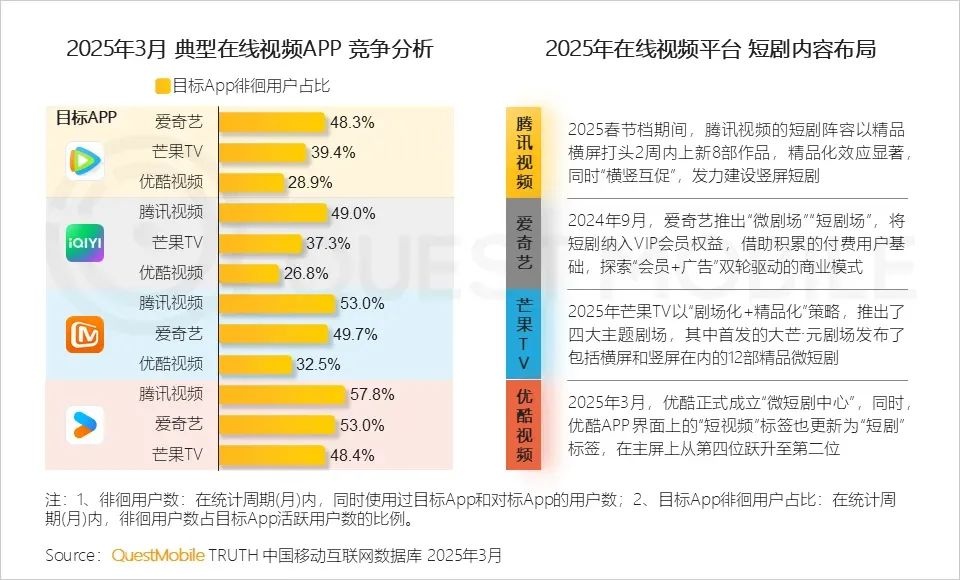 2025年3月 典型在线视频APP 竞争分析
目标App徘徊用户占比
目标APP
爱奇艺 48.3%
芒果TV 39.4%
优酷视频 28.9%
iQIYI
腾讯视频 49.0%
芒果TV 37.3%
优酷视频 26.8%
腾讯视频 53.0%
爱奇艺 49.7%
优酷视频 32.5%
腾讯视频 57.8%
爱奇艺 53.0%
芒果TV 48.4%
2025年在线视频平台 短剧内容布局
腾讯视频
2025春节档期间，腾讯视频的短剧阵容以精品
横屏打头2周内上新8部作品，精品化效应显著，
同时“横竖互促”，发力建设竖屏短剧
爱奇艺
2024年9月，爱奇艺推出“微剧场”“短剧场”，将
短剧纳入VIP会员权益，借助积累的付费用户基
础，探索“会员+广告”双轮驱动的商业模式
芒果TV
2025年芒果TV以“剧场化+精品化”策略，推出了
四大主题剧场，其中首发的大芒·元剧场发布了
包括横屏和竖屏在内的12部精品微短剧
优酷视频
2025年3月，优酷正式成立“微短剧中心”，同时，
优酷APP界面上的“短视频”标签也更新为“短剧”
标签，在主屏上从第四位跃升至第二位
注：1、徘徊用户数：在统计周期(月)内，同时使用过目标App和对标App的用户数；2、目标App徘徊用户占比：在统计周
期(月)内，徘徊用户数占目标App活跃用户数的比例。
Source：QuestMobile TRUTH 中国移动互联网数据库 2025年3月
QUESTMOBILE